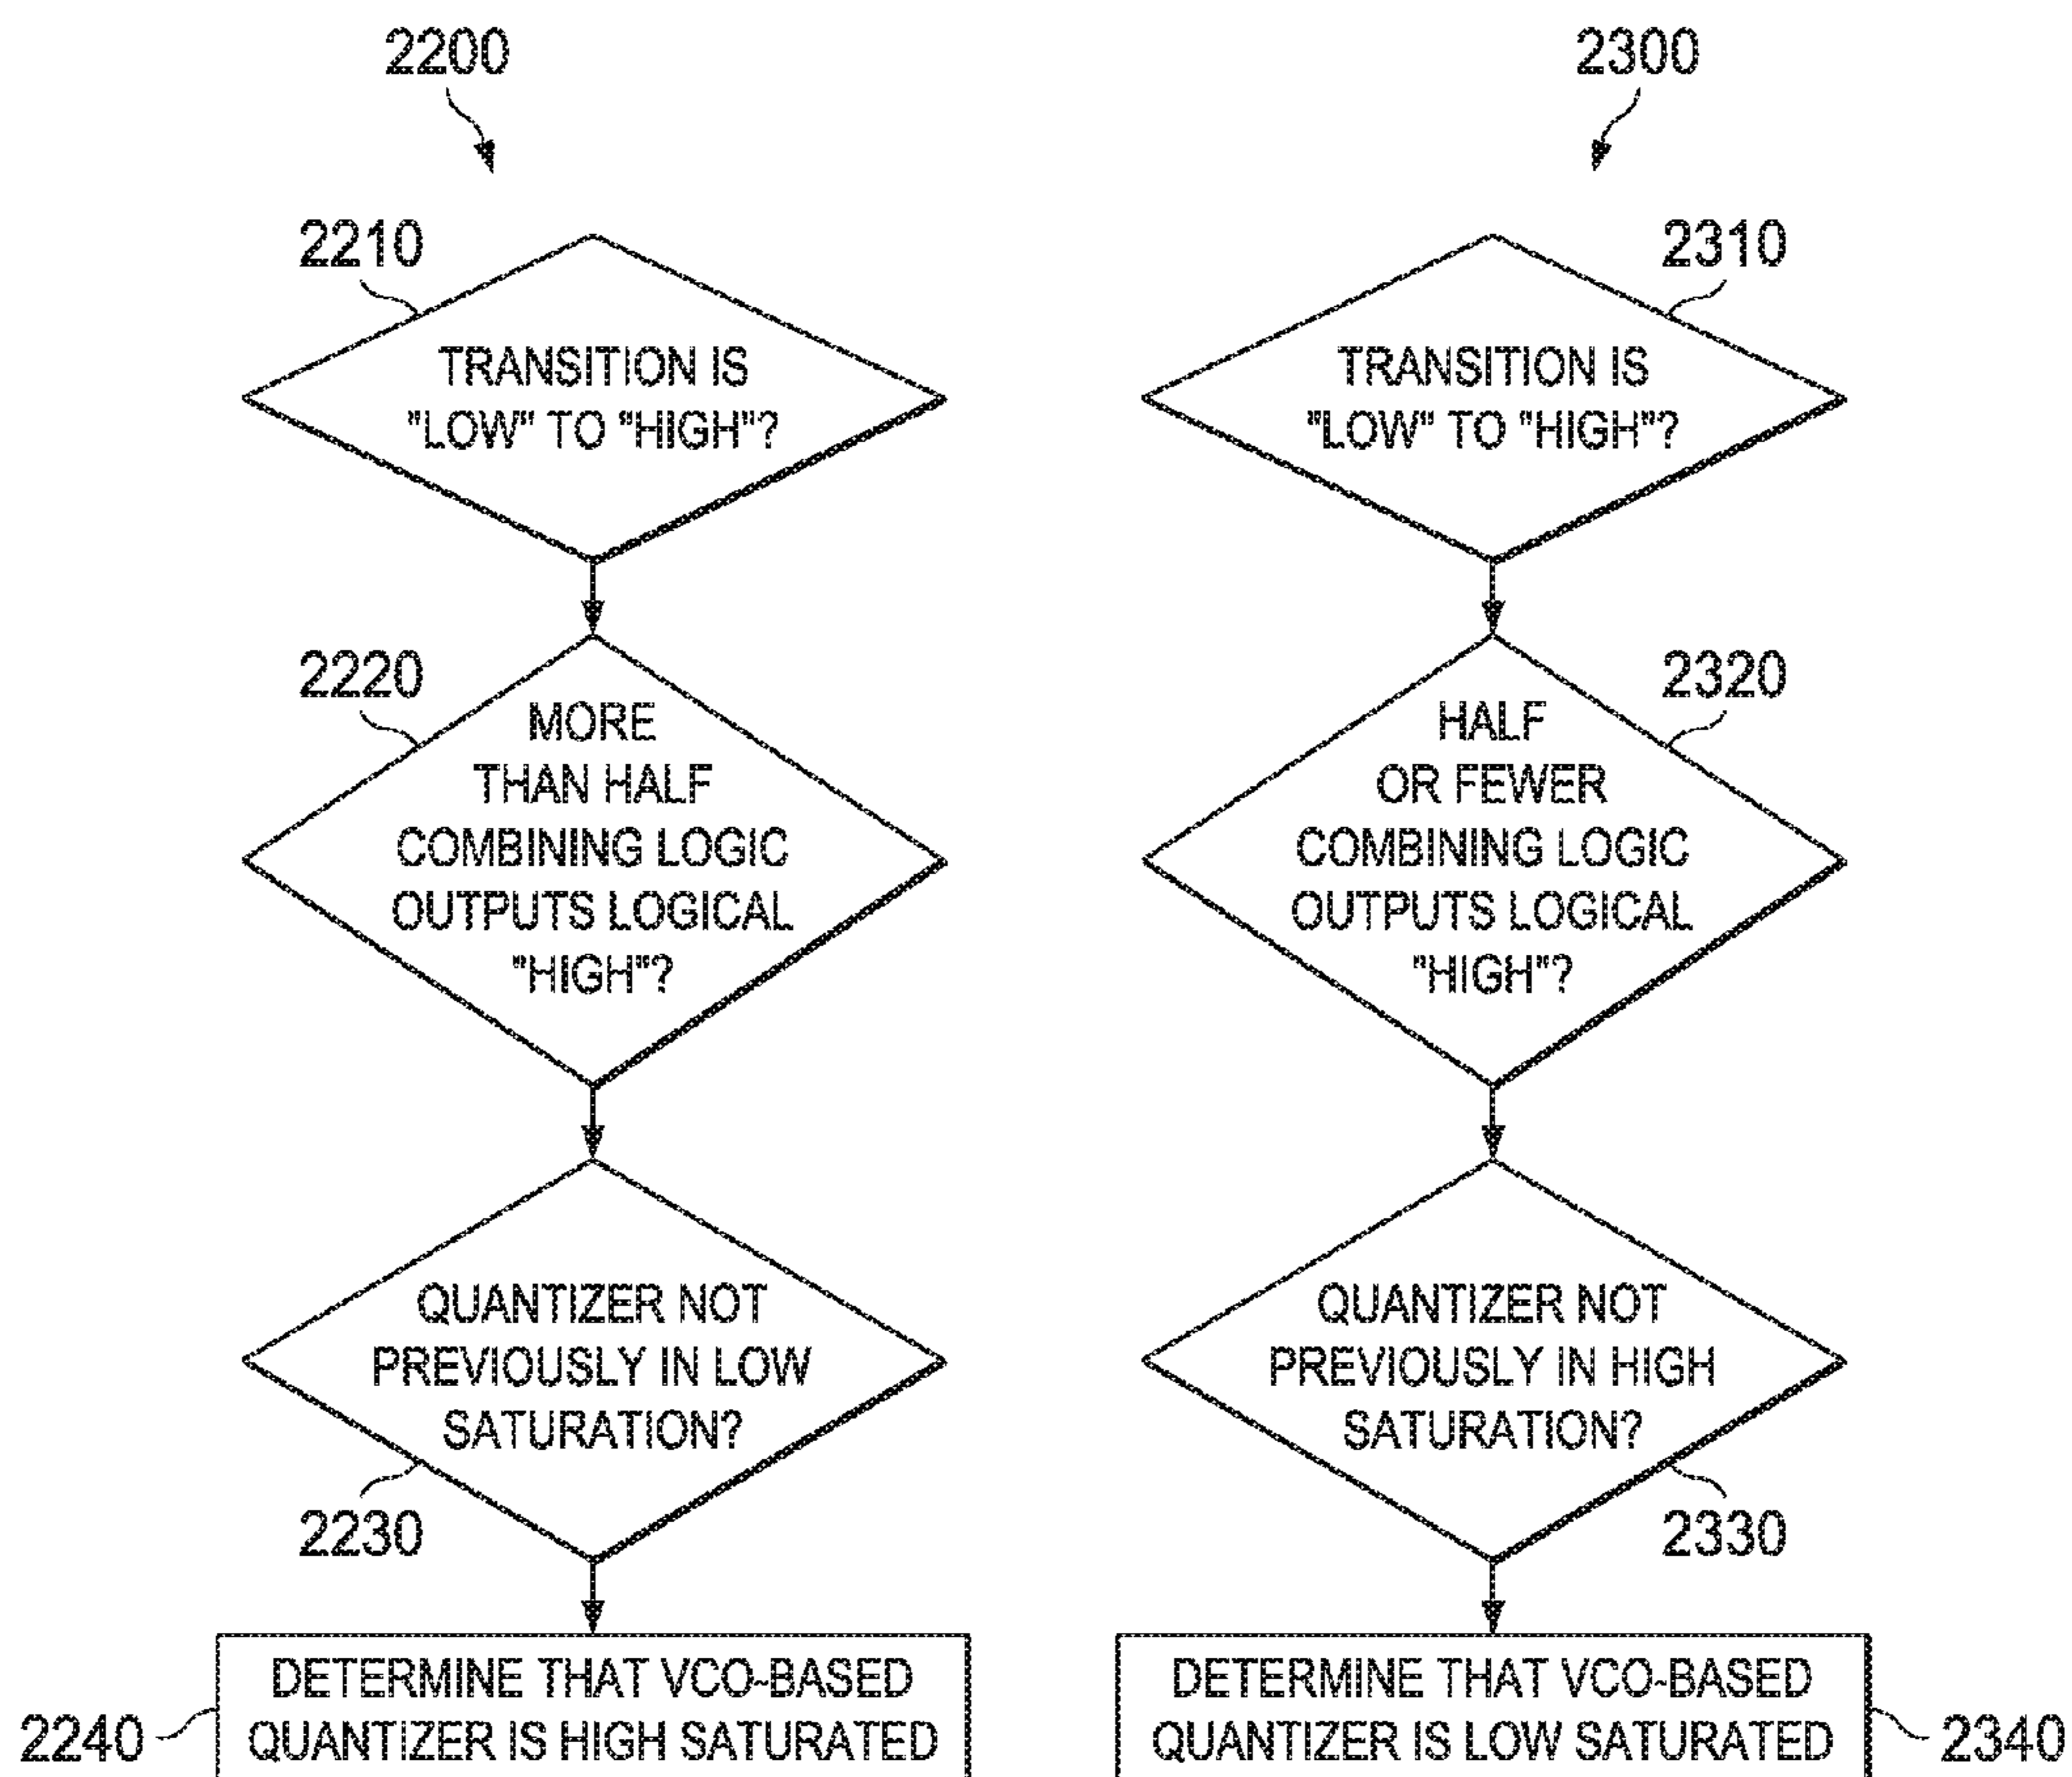 2200
2210
TRANSITION IS
"LOW" TO "HIGH"?
2220
MORE
THAN HALF
COMBINING LOGIC
OUTPUTS LOGICAL
"HIGH"?
QUANTIZER NOT
PREVIOUSLY IN LOW
SATURATION?
2230
DETERMINE THAT VCO-BASED
QUANTIZER IS HIGH SATURATED
2240
2300
2310
TRANSITION IS
"LOW" TO "HIGH"?
2320
HALF
OR FEWER
COMBINING LOGIC
OUTPUTS LOGICAL
"HIGH"?
QUANTIZER NOT
PREVIOUSLY IN HIGH
SATURATION?
2330
DETERMINE THAT VCO-BASED
QUANTIZER IS LOW SATURATED
2340